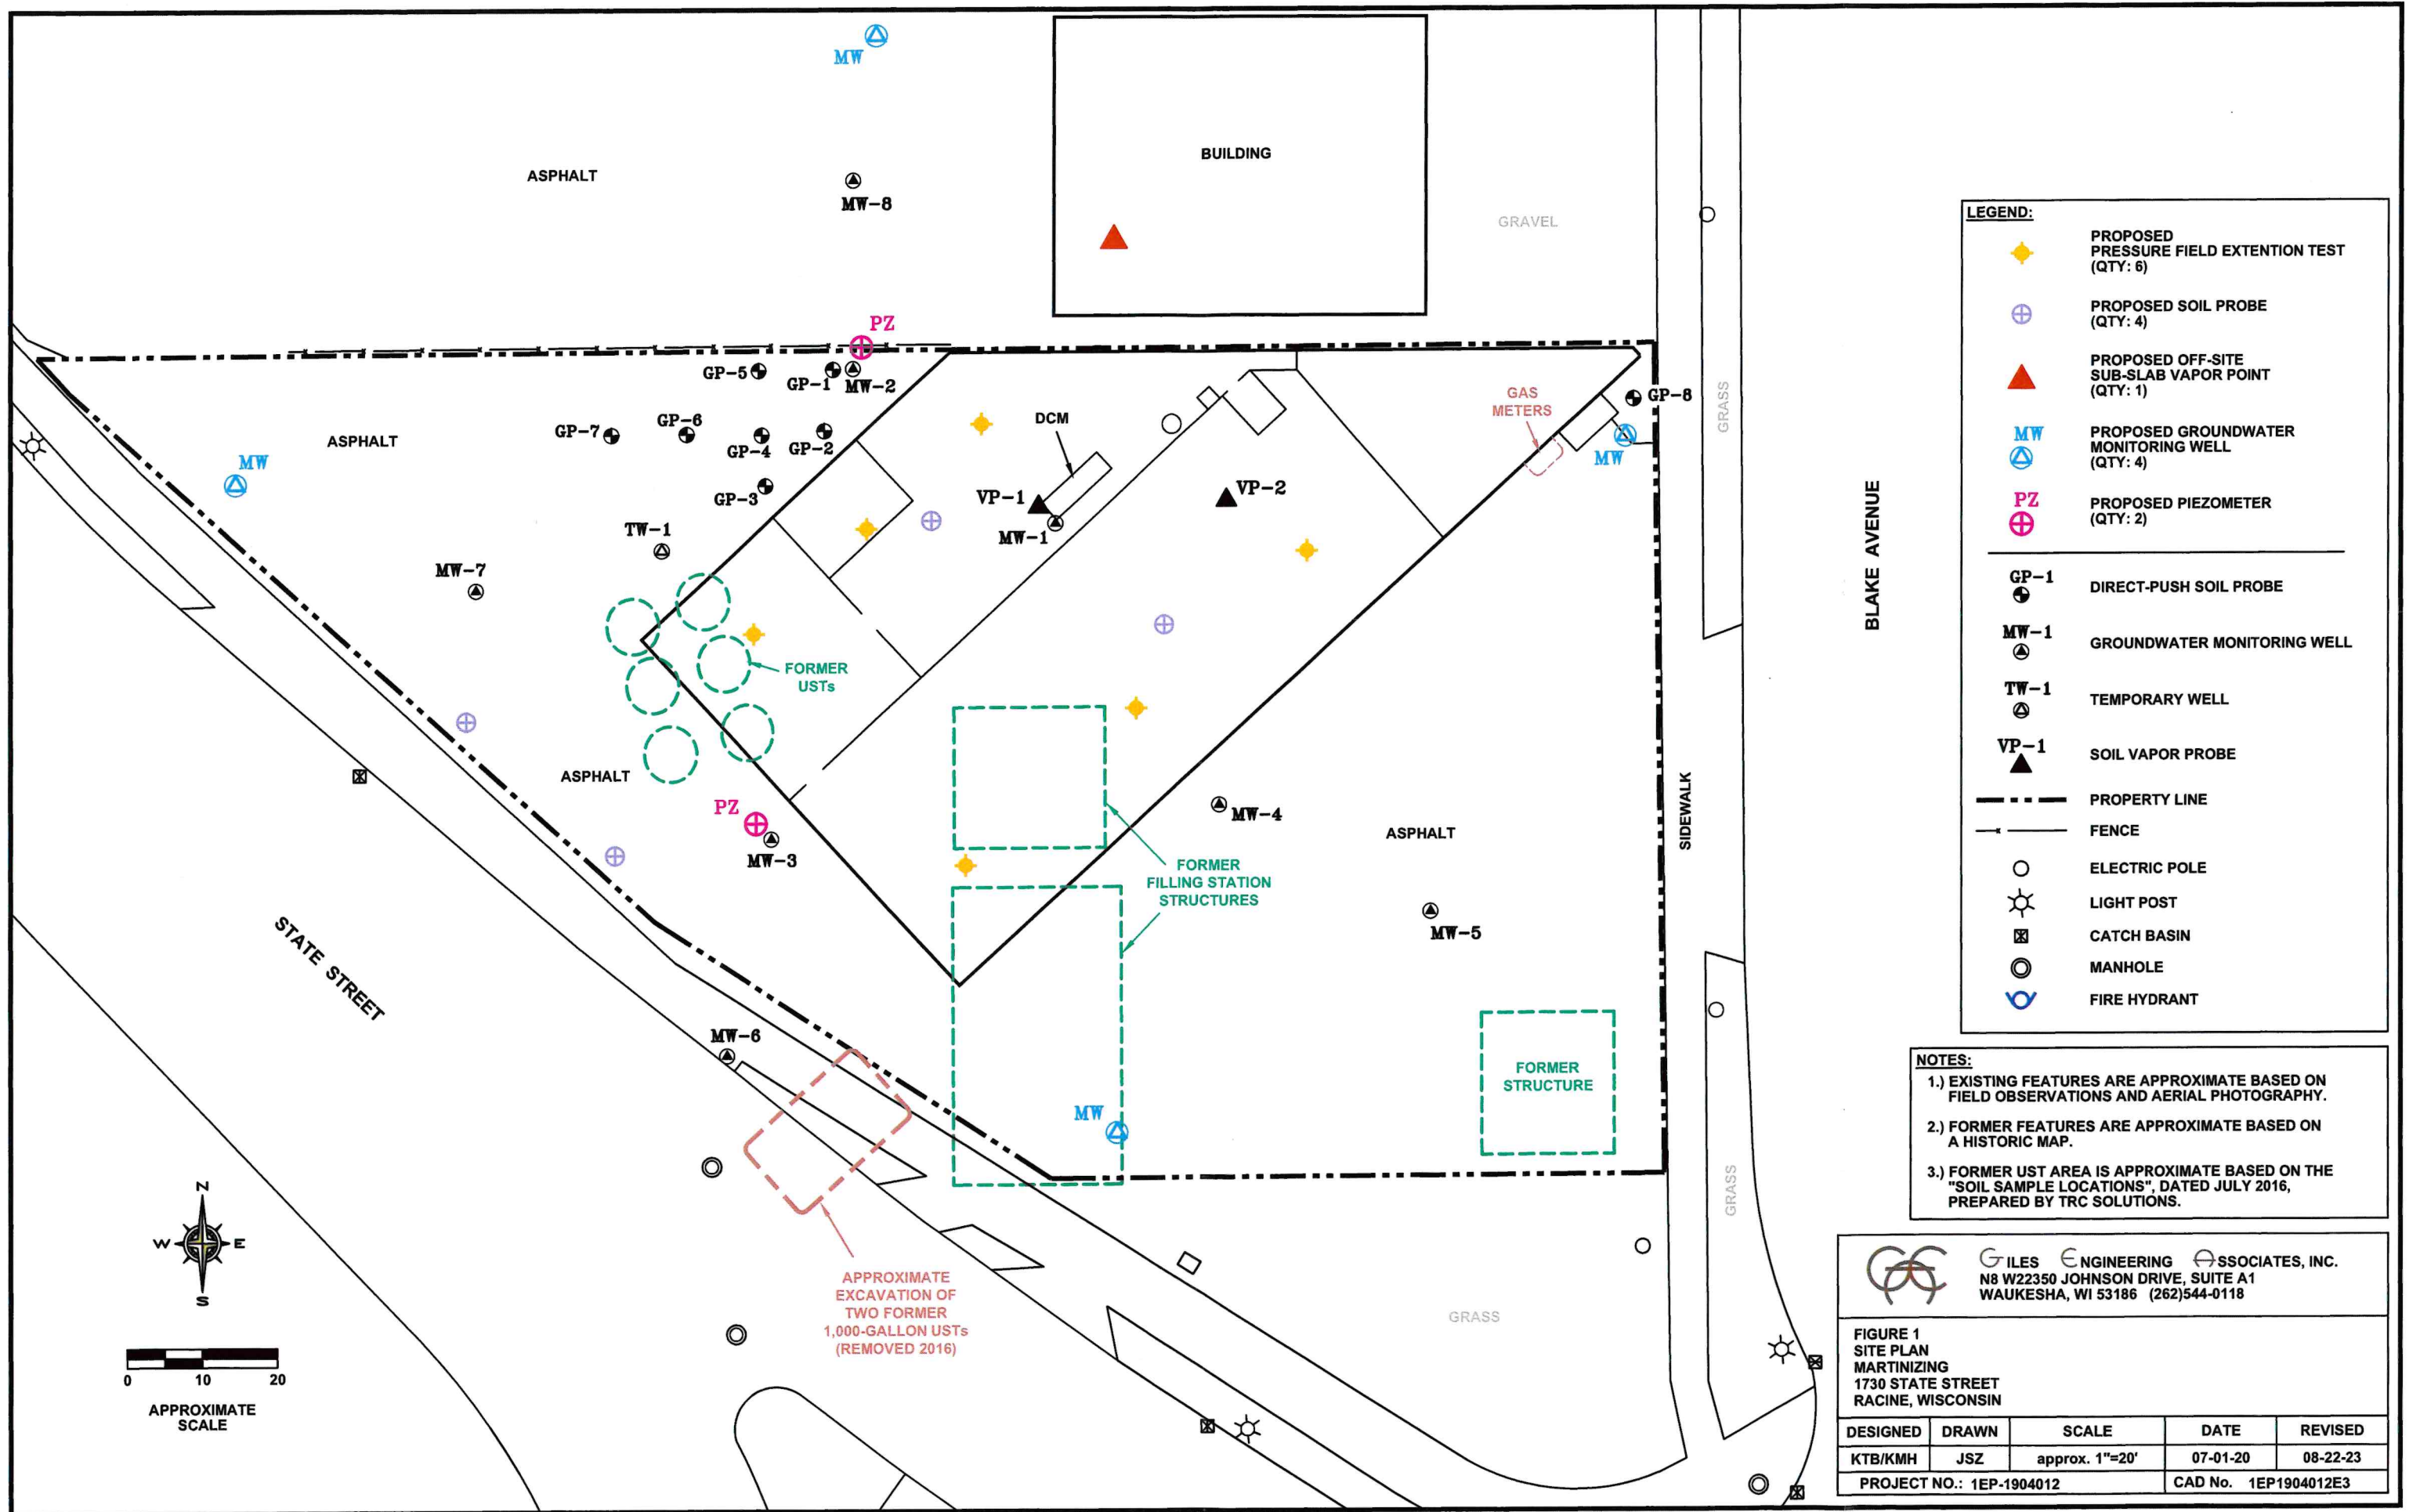 MW
ASPHALT
MW-8
BUILDING
GRAVEL
PZ
GP-5
GP-1
MW-2
GP-7
GP-6
GP-4
GP-2
GP-3
ASPHALT
MW
TW-1
MW-7
DCM
VP-1
MW-1
VP-2
GAS
METERS
GP-8
MW
GRASS
BLAKE AVENUE
FORMER
USTs
ASPHALT
PZ
MW-3
MW-4
ASPHALT
SIDEWALK
FORMER
FILLING STATION
STRUCTURES
MW-5
STATE STREET
MW-6
MW
FORMER
STRUCTURE
GRASS
APPROXIMATE
EXCAVATION OF
TWO FORMER
1,000-GALLON USTs
(REMOVED 2016)
GRASS
N
W
E
S
0 10 20
APPROXIMATE
SCALE
LEGEND:
PROPOSED
PRESSURE FIELD EXTENTION TEST
(QTY: 6)
PROPOSED SOIL PROBE
(QTY: 4)
PROPOSED OFF-SITE
SUB-SLAB VAPOR POINT
(QTY: 1)
MW
PROPOSED GROUNDWATER
MONITORING WELL
(QTY: 4)
PZ
PROPOSED PIEZOMETER
(QTY: 2)
GP-1
DIRECT-PUSH SOIL PROBE
MW-1
GROUNDWATER MONITORING WELL
TW-1
TEMPORARY WELL
VP-1
SOIL VAPOR PROBE
PROPERTY LINE
FENCE
ELECTRIC POLE
LIGHT POST
CATCH BASIN
MANHOLE
FIRE HYDRANT
NOTES:
1.) EXISTING FEATURES ARE APPROXIMATE BASED ON
FIELD OBSERVATIONS AND AERIAL PHOTOGRAPHY.
2.) FORMER FEATURES ARE APPROXIMATE BASED ON
A HISTORIC MAP.
3.) FORMER UST AREA IS APPROXIMATE BASED ON THE
"SOIL SAMPLE LOCATIONS", DATED JULY 2016,
PREPARED BY TRC SOLUTIONS.
GILES ENGINEERING ASSOCIATES, INC.
N8 W22350 JOHNSON DRIVE, SUITE A1
WAUKESHA, WI 53186 (262)544-0118
FIGURE 1
SITE PLAN
MARTINIZING
1730 STATE STREET
RACINE, WISCONSIN
DESIGNED DRAWN SCALE DATE REVISED
KTB/KMH JSZ approx. 1"=20' 07-01-20 08-22-23
PROJECT NO.: 1EP-1904012 CAD No. 1EP1904012E3